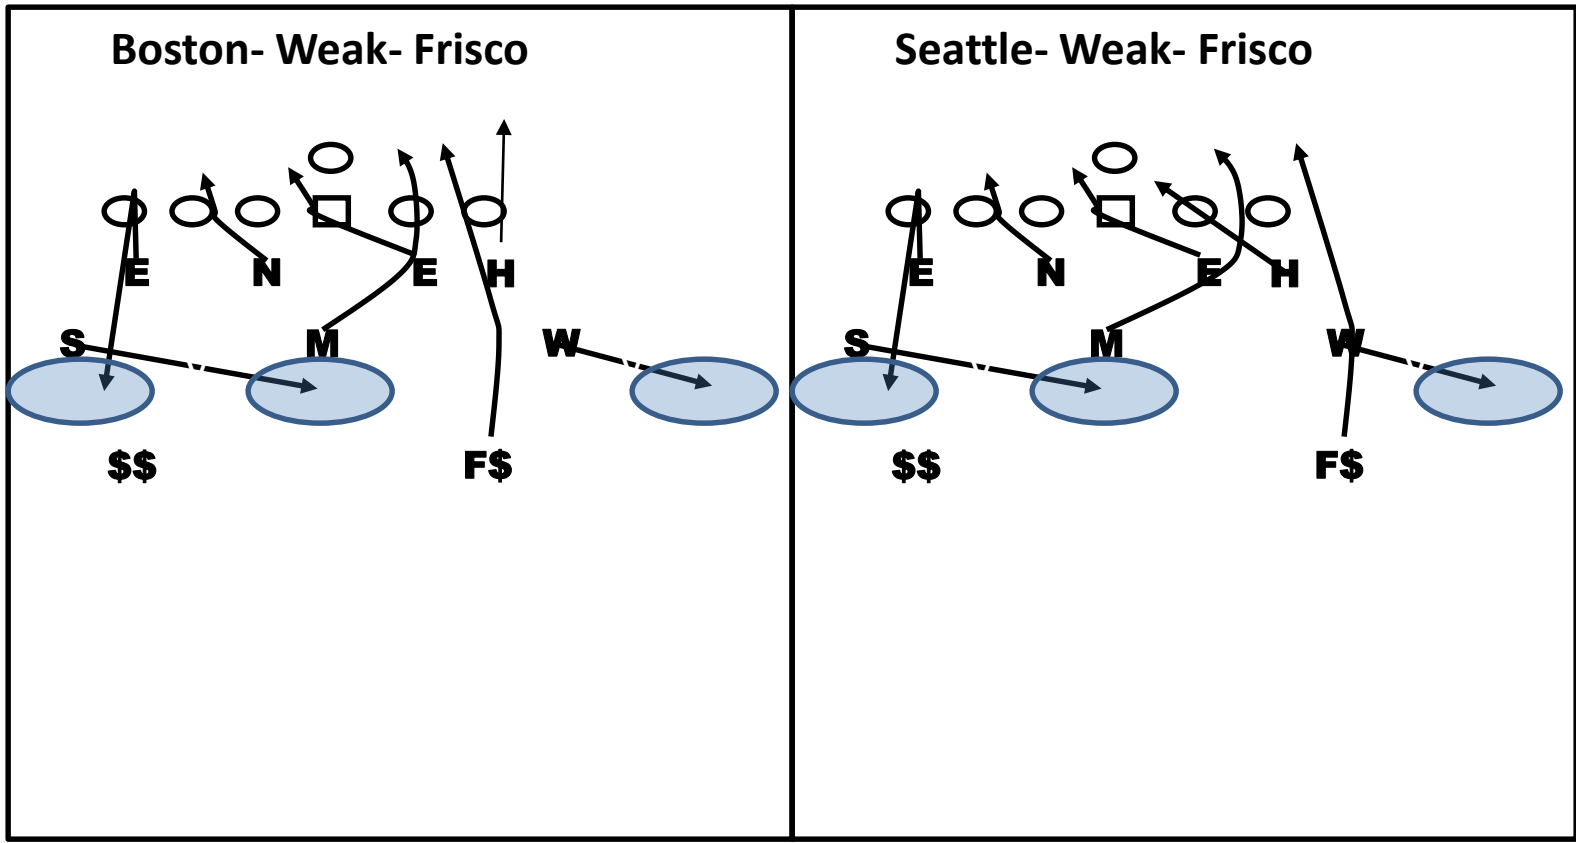 Boston- Weak- Frisco
E N E H
S M W
$$ F$
Seattle- Weak- Frisco
E N E H
S M W
$$ F$